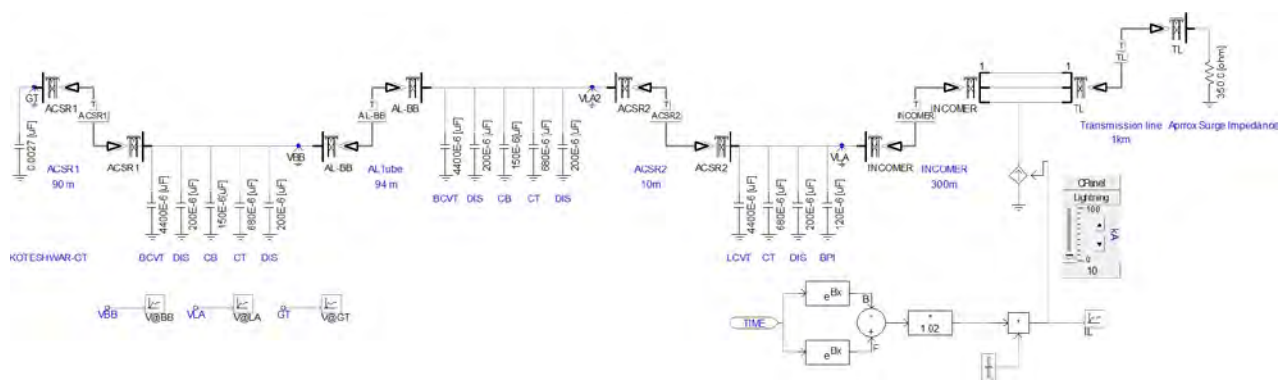 GT
0.0027 [uF]
ACSR1
T
ACSR1
ACSR1
90 m
ACSR1
KOTESHWAR-GT
4400E-6 [uF]
200E-6 [uF]
150E-6 [uF]
680E-6 [uF]
200E-6 [uF]
BCVT DIS CB CT DIS
VBB
AL-BB
T
AL-BB
AL-BB
ALTube
94 m
4400E-6 [uF]
200E-6 [uF]
150E-6 [uF]
680E-6 [uF]
200E-6 [uF]
BCVT DIS CB CT DIS
VLA2
ACSR2
T
ACSR2
ACSR2
10m
ACSR2
4400E-6 [uF]
680E-6 [uF]
200E-6 [uF]
120E-6 [uF]
LCVT CT DIS BPI
VLA
INCOMER
T
INCOMER
INCOMER
300m
INCOMER
1
1
TL
T
TL
TL
350.0 [ohm]
Transmission line Aprrox Surge Impedance
1km
CPanel
Lightning
100
0
10
KA
VBB
V@BB
VLA
V@LA
GT
V@GT
TIME
e Bx
e Bx
B
-
+
F
*
1.02
*
IL